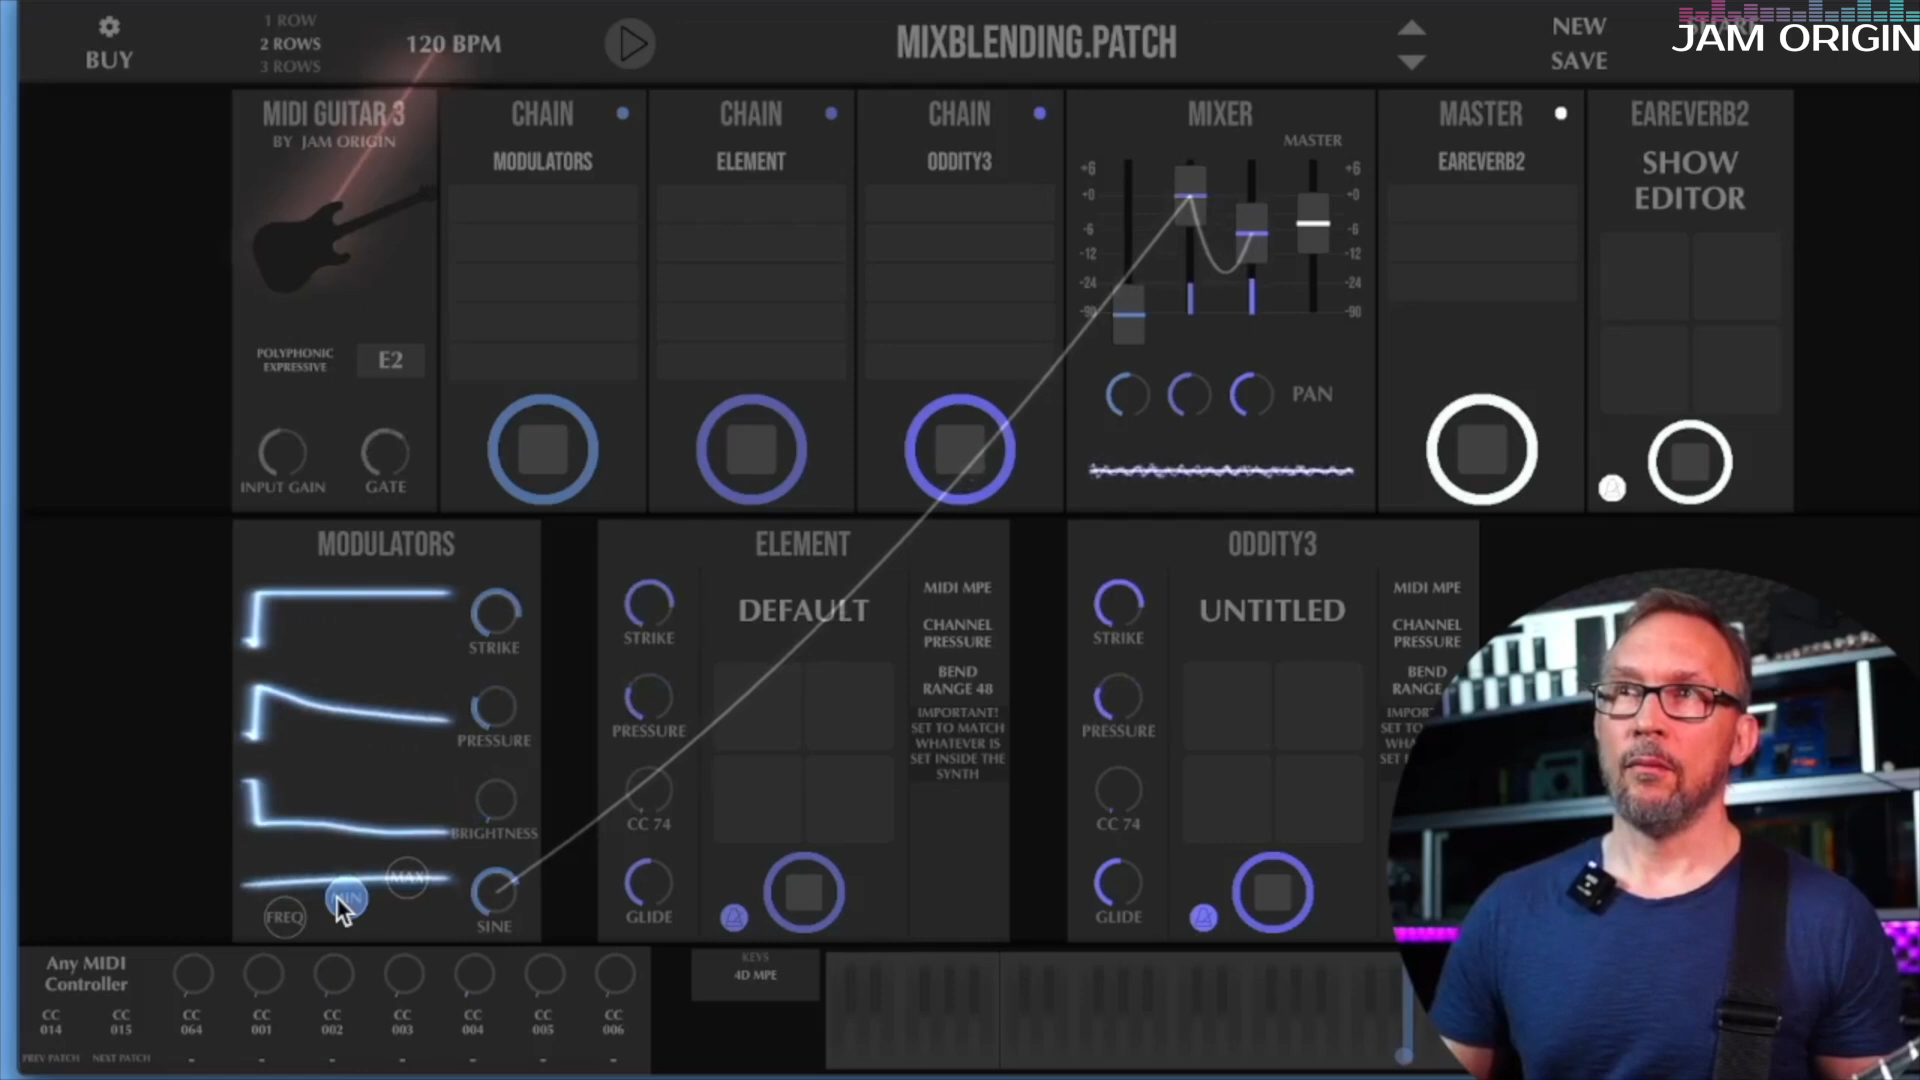 BUY
1 ROW
2 ROWS
3 ROWS
120 BPM
MIXBLENDING.PATCH
NEW
SAVE
JAM ORIGIN
MIDI GUITAR 3
BY JAM ORIGIN
POLYPHONIC
EXPRESSIVE
E2
INPUT GAIN
GATE
CHAIN
MODULATORS
CHAIN
ELEMENT
CHAIN
ODDITY3
MIXER
MASTER
+6
+0
-6
-12
-24
-90
+6
+0
-6
-12
-24
-90
PAN
MASTER
EAREVERB2
EAREVERB2
SHOW
EDITOR
MODULATORS
STRIKE
PRESSURE
BRIGHTNESS
MAX
MIN
FREQ
SINE
ELEMENT
STRIKE
PRESSURE
CC 74
GLIDE
DEFAULT
MIDI MPE
CHANNEL
PRESSURE
BEND
RANGE 48
IMPORTANT!
SET TO MATCH
WHATEVER IS
SET INSIDE THE
SYNTH
ODDITY3
STRIKE
PRESSURE
CC 74
GLIDE
UNTITLED
MIDI MPE
CHANNEL
PRESSURE
BEND
RANGE
Any MIDI
Controller
CC
014
CC
015
CC
064
CC
001
CC
002
CC
003
CC
004
CC
005
CC
006
PREV PATCH
NEXT PATCH
KEYS
4D MPE